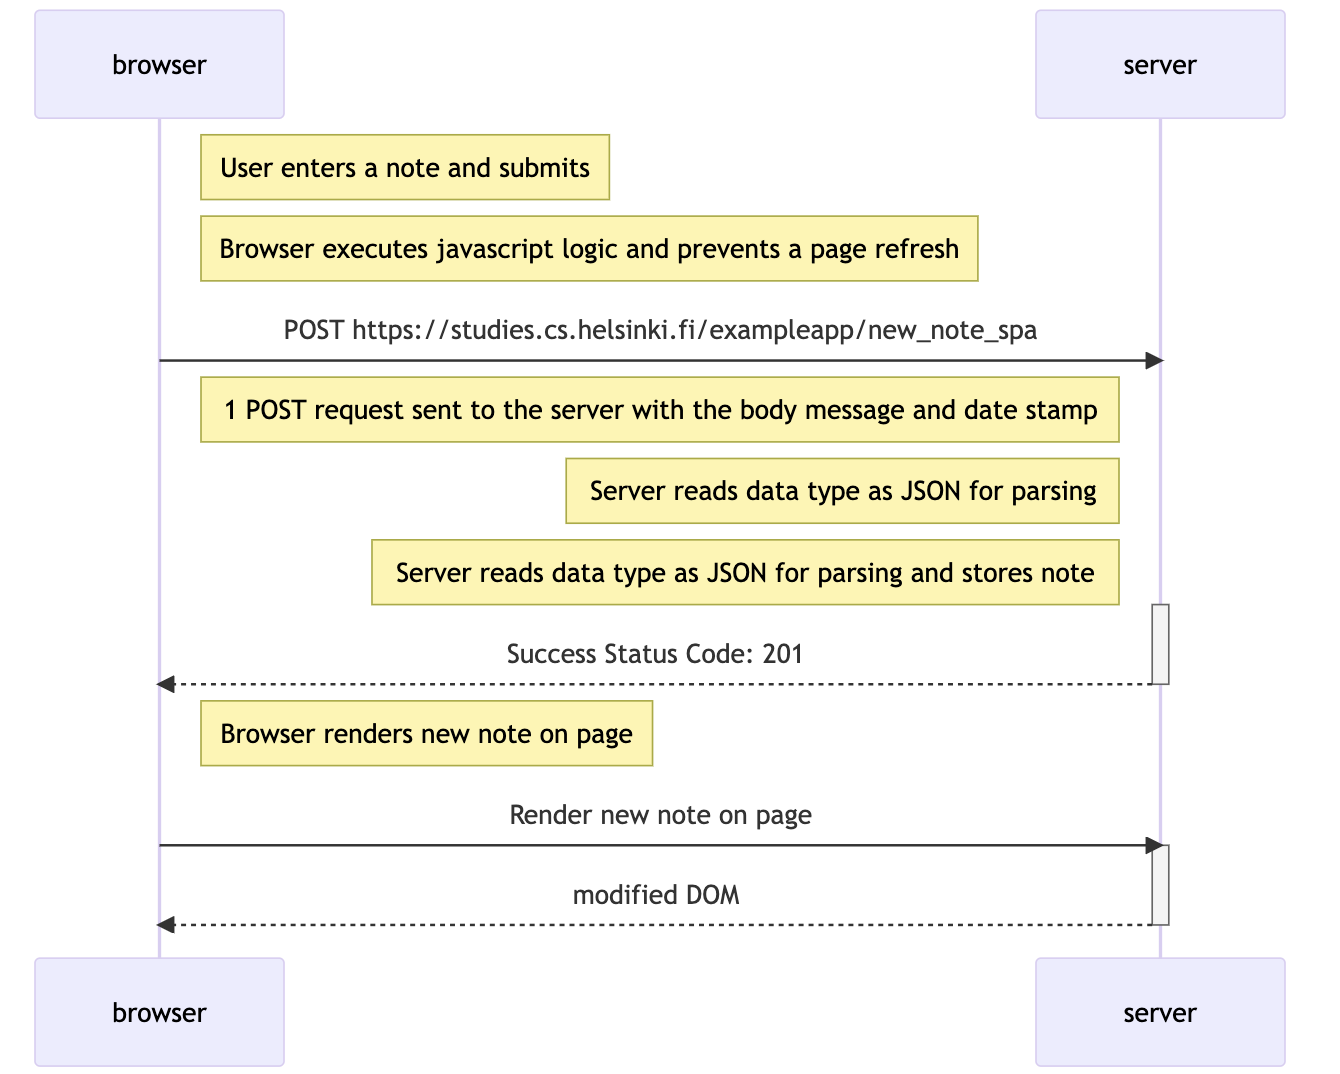 browser
server
User enters a note and submits
Browser executes javascript logic and prevents a page refresh
POST https://studies.cs.helsinki.fi/exampleapp/new_note_spa
1 POST request sent to the server with the body message and date stamp
Server reads data type as JSON for parsing
Server reads data type as JSON for parsing and stores note
Success Status Code: 201
Browser renders new note on page
Render new note on page
modified DOM
browser
server